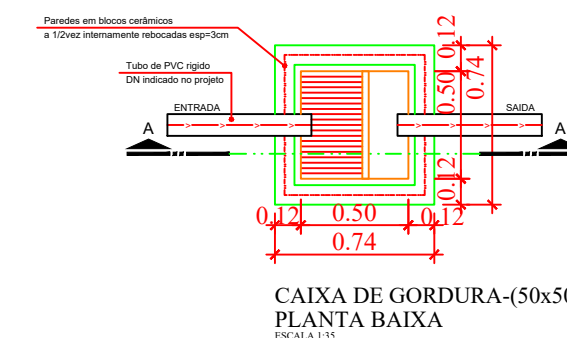 Paredes em blocos cerâmicos
a 1/2vez internamente rebocadas esp=3cm
Tubo de PVC rigido
DN indicado no projeto
ENTRADA
SAIDA
A
A
0.12
0.50
0.12
0.74
0.12
0.50
0.12
0.74
CAIXA DE GORDURA-(50x50
PLANTA BAIXA
ESCALA 1:35